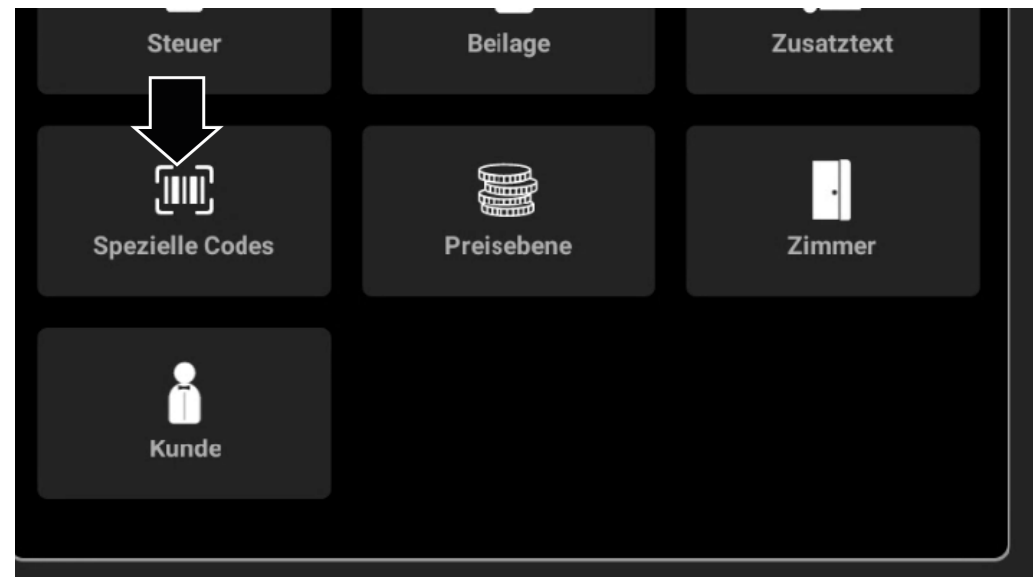 Steuer
Beilage
Zusatztext
Spezielle Codes
Preisebene
Zimmer
Kunde